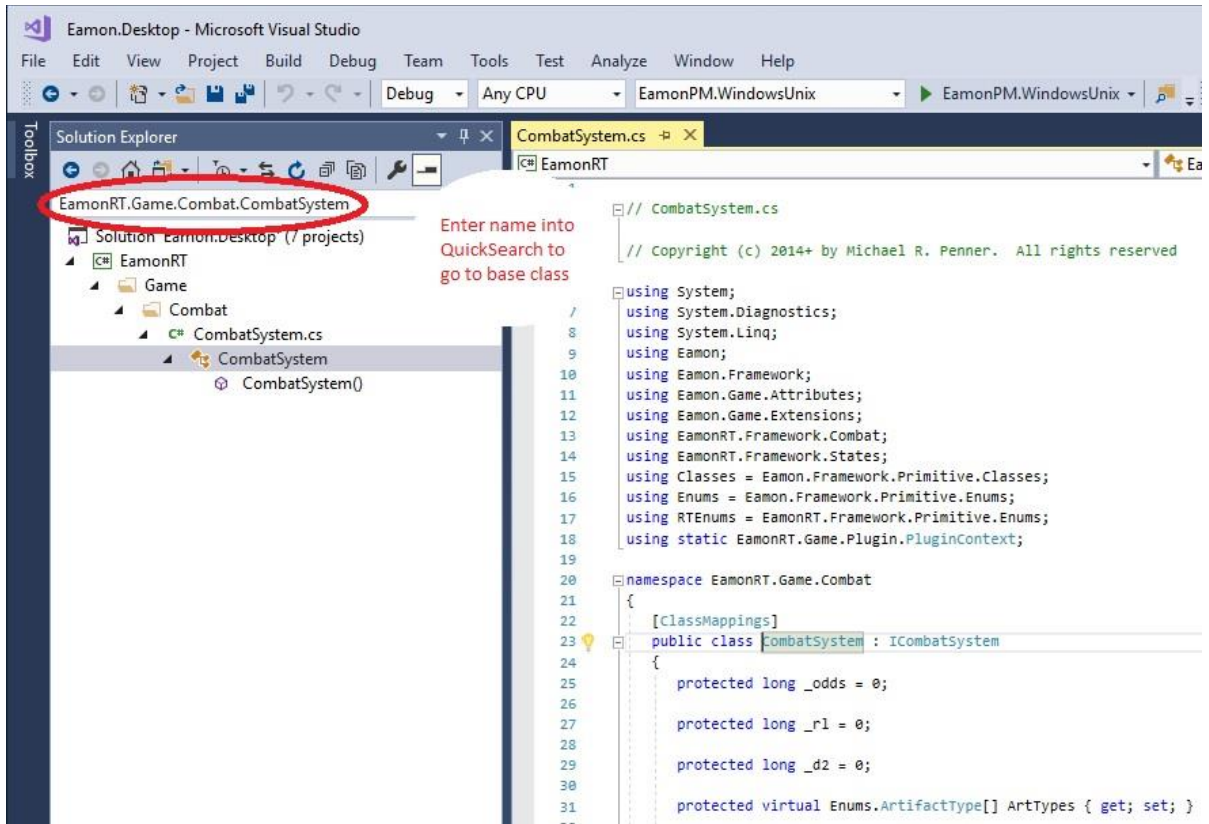 Eamon.Desktop - Microsoft Visual Studio
File Edit View Project Build Debug Team Tools Test Analyze Window Help
Debug Any CPU EamonPM.WindowsUnix EamonPM.WindowsUnix
Toolbox
Solution Explorer
EamonRT.Game.Combat.CombatSystem
Solution 'Eamon.Desktop' (7 projects)
C# EamonRT
Game
Combat
C# CombatSystem.cs
CombatSystem
CombatSystem()
Enter name into
QuickSearch to
go to base class
CombatSystem.cs
C# EamonRT
Ea
// CombatSystem.cs
// Copyright (c) 2014+ by Michael R. Penner. All rights reserved
using System;
7 using System.Diagnostics;
8 using System.Linq;
9 using Eamon;
10 using Eamon.Framework;
11 using Eamon.Game.Attributes;
12 using Eamon.Game.Extensions;
13 using EamonRT.Framework.Combat;
14 using EamonRT.Framework.States;
15 using Classes = Eamon.Framework.Primitive.Classes;
16 using Enums = Eamon.Framework.Primitive.Enums;
17 using RTEnums = EamonRT.Framework.Primitive.Enums;
18 using static EamonRT.Game.Plugin.PluginContext;
19
20 namespace EamonRT.Game.Combat
21 {
22 [ClassMappings]
23 public class CombatSystem : ICombatSystem
24 {
25 protected long _odds = 0;
26
27 protected long _rl = 0;
28
29 protected long _d2 = 0;
30
31 protected virtual Enums.ArtifactType[] ArtTypes { get; set; }